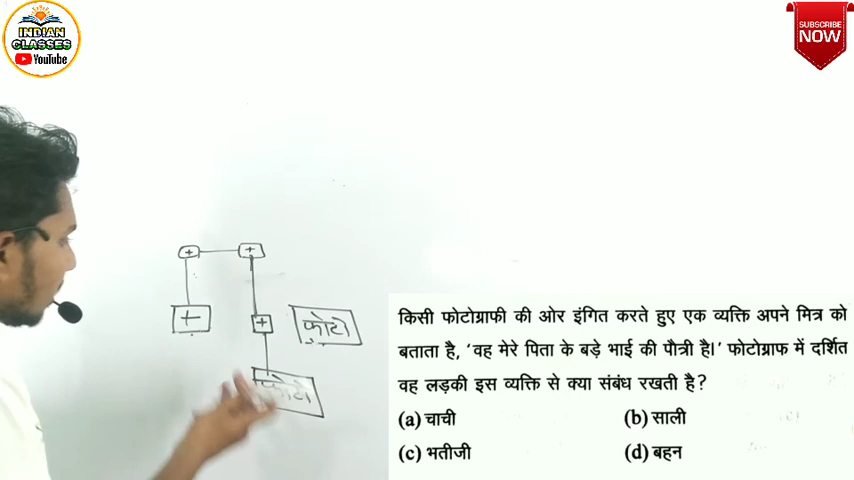 INDIAN
CLASSES
YouTube
SUBSCRIBE
NOW
+ +
+ + फोटो
फोटो
किसी फोटोग्राफी की ओर इंगित करते हुए एक व्यक्ति अपने मित्र को
बताता है, ‘वह मेरे पिता के बड़े भाई की पौत्री है।’ फोटोग्राफ में दर्शित
वह लड़की इस व्यक्ति से क्या संबंध रखती है?
(a) चाची (b) साली
(c) भतीजी (d) बहन